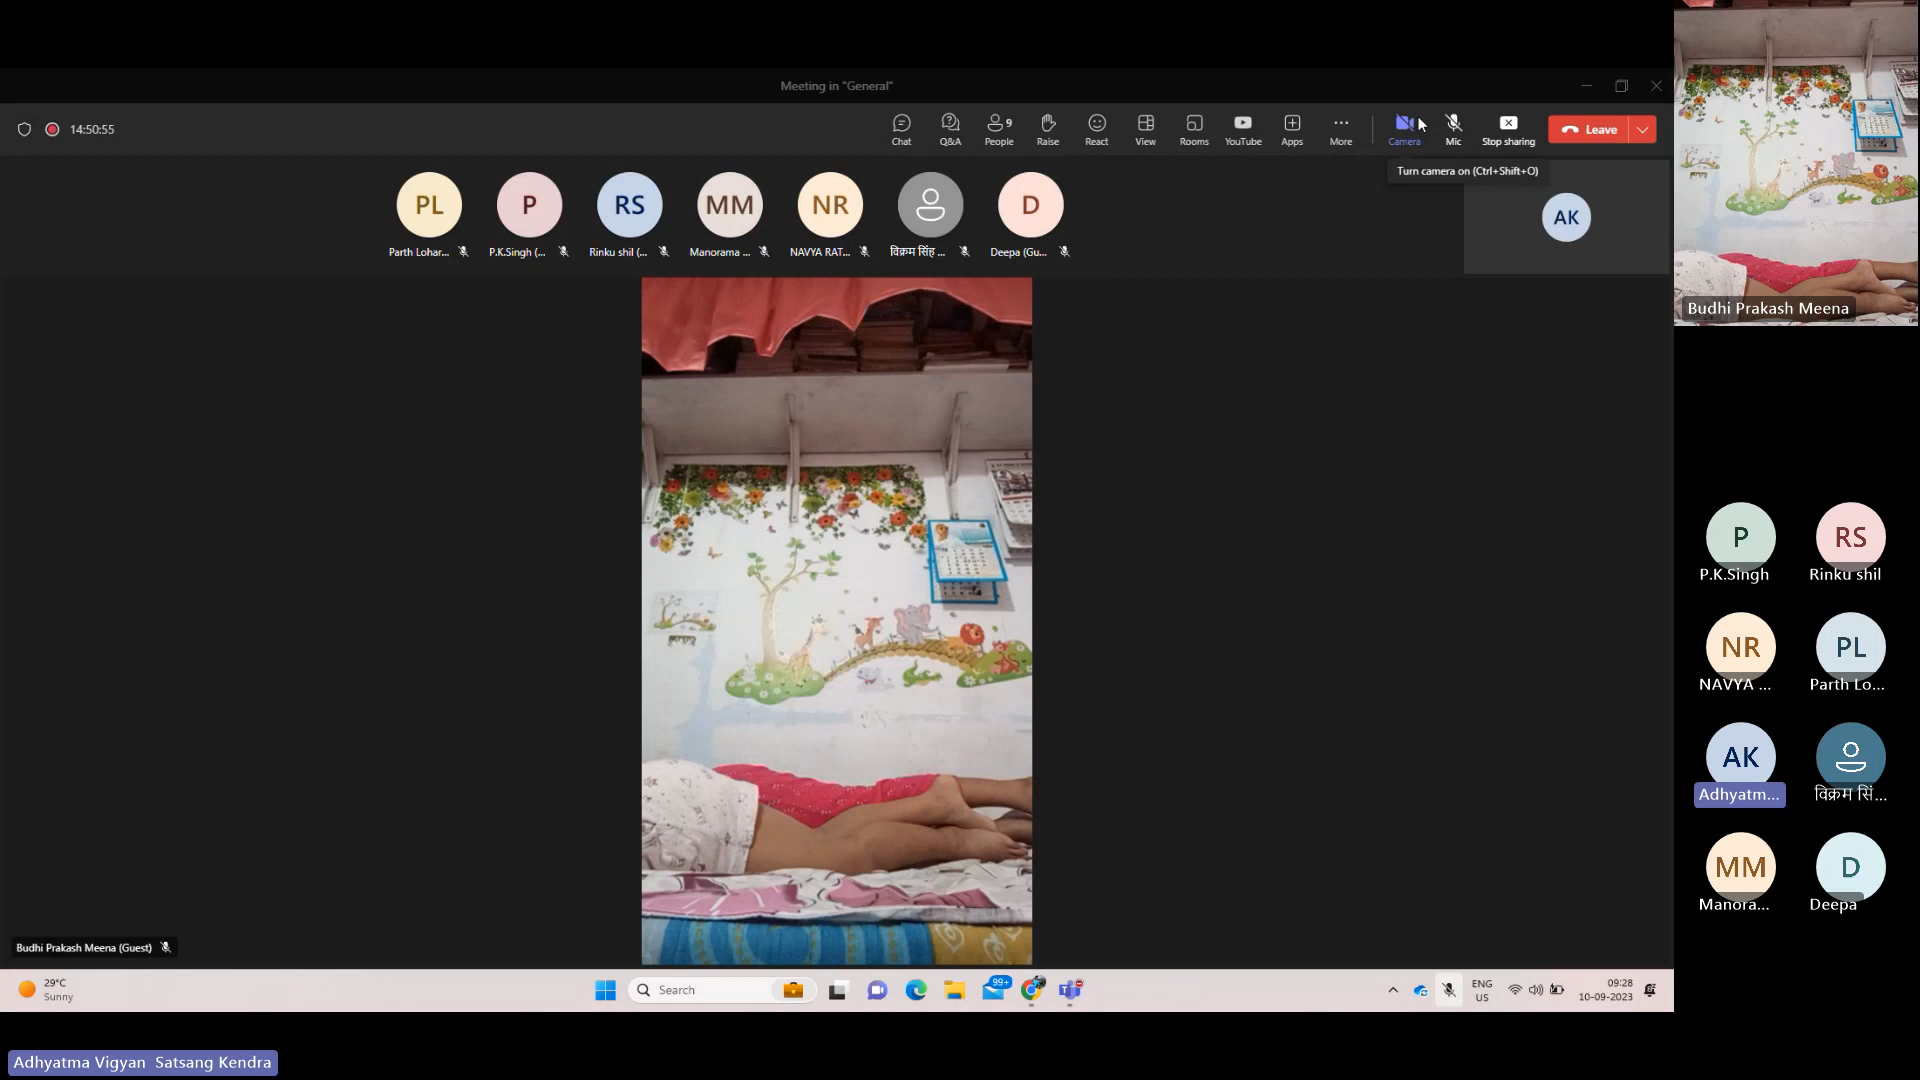 Meeting in "General"
14:50:55
Chat
Q&A
9
People
Raise
React
View
Rooms
YouTube
Apps
More
Camera
Mic
Stop sharing
Leave
Turn camera on (Ctrl+Shift+O)
PL
P
RS
MM
NR
D
AK
Parth Lohar...
P.K.Singh (...
Rinku shil (...
Manorama ...
NAVYA RAT...
विक्रम सिंह ...
Deepa (Gu...
Budhi Prakash Meena
P
RS
P.K.Singh
Rinku shil
NR
PL
NAVYA ...
Parth Lo...
AK
Adhyatm...
विक्रम सिं...
MM
D
Manora...
Deepa
Budhi Prakash Meena (Guest)
29°C
Sunny
Search
99+
ENG
US
09:28
10-09-2023
Adhyatma Vigyan Satsang Kendra